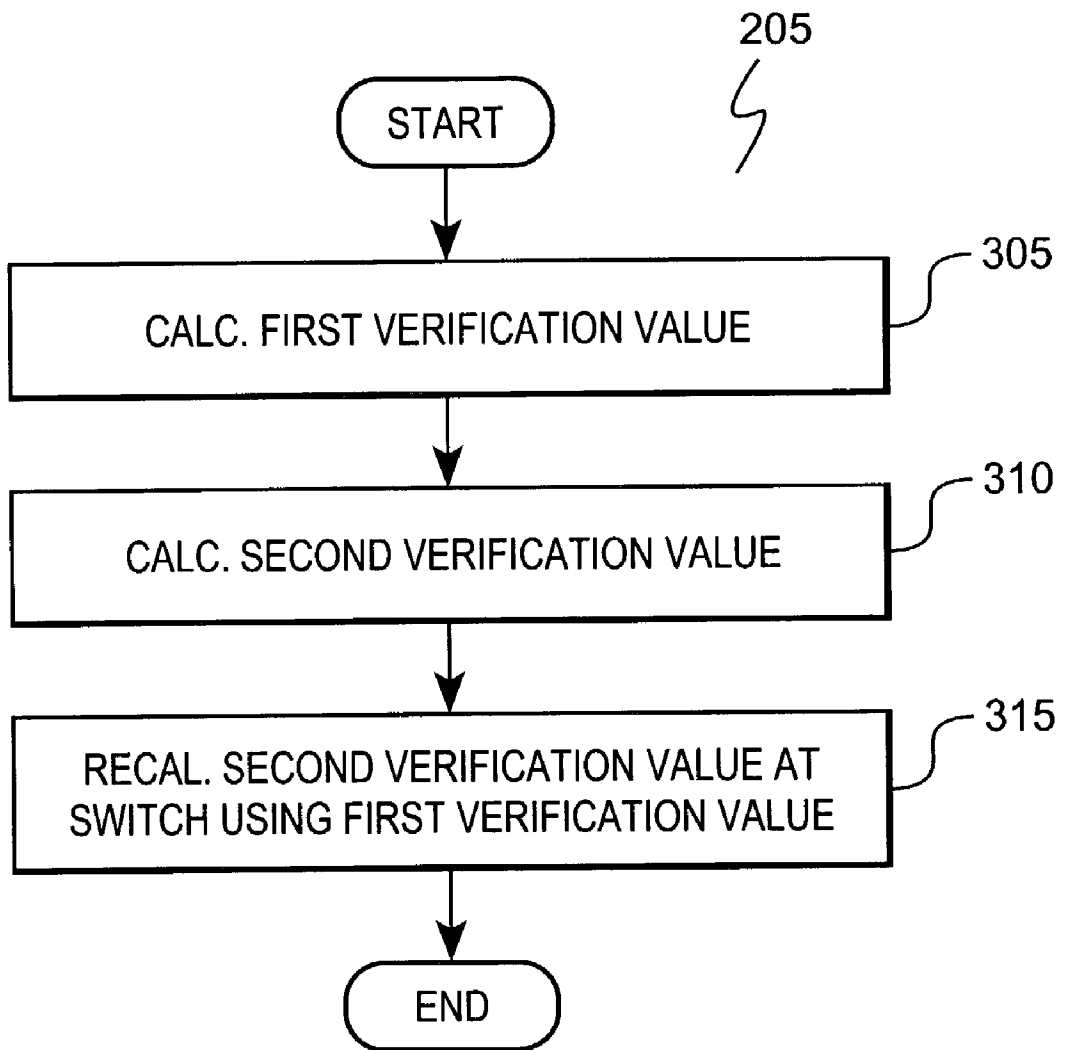 205
START
305
CALC. FIRST VERIFICATION VALUE
310
CALC. SECOND VERIFICATION VALUE
315
RECAL. SECOND VERIFICATION VALUE AT
SWITCH USING FIRST VERIFICATION VALUE
END